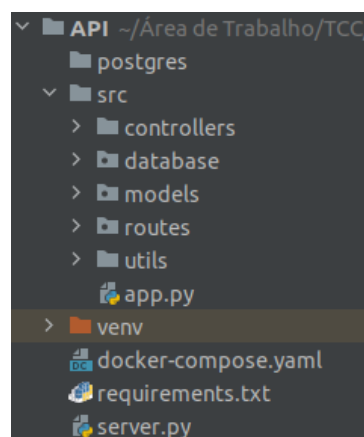 API ~/Área de Trabalho/TCC
postgres
src
controllers
database
models
routes
utils
app.py
venv
DC docker-compose.yaml
requirements.txt
server.py